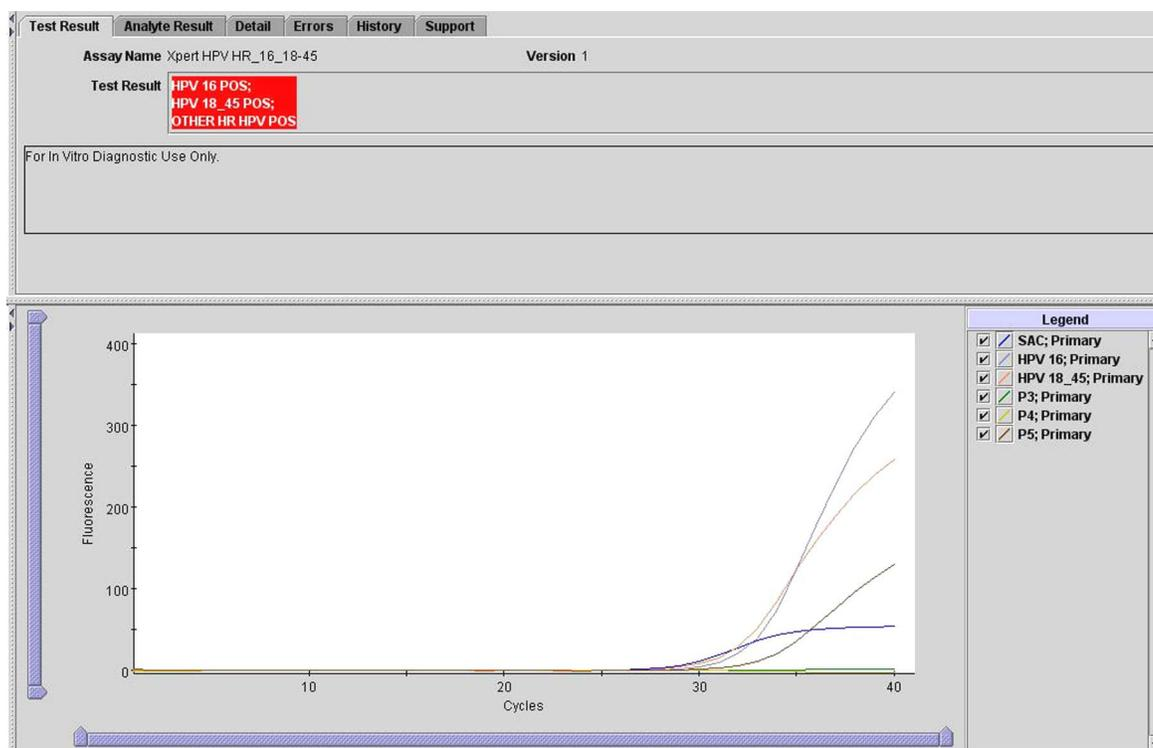 Test Result Analyte Result Detail Errors History Support
Assay Name Xpert HPV HR_16_18-45 Version 1
Test Result HPV 16 POS;
HPV 18_45 POS;
OTHER HR HPV POS
For In Vitro Diagnostic Use Only.
Legend
SAC; Primary
HPV 16; Primary
HPV 18_45; Primary
P3; Primary
P4; Primary
P5; Primary
400
300
200
100
0
Fluorescence
10 20 30 40
Cycles